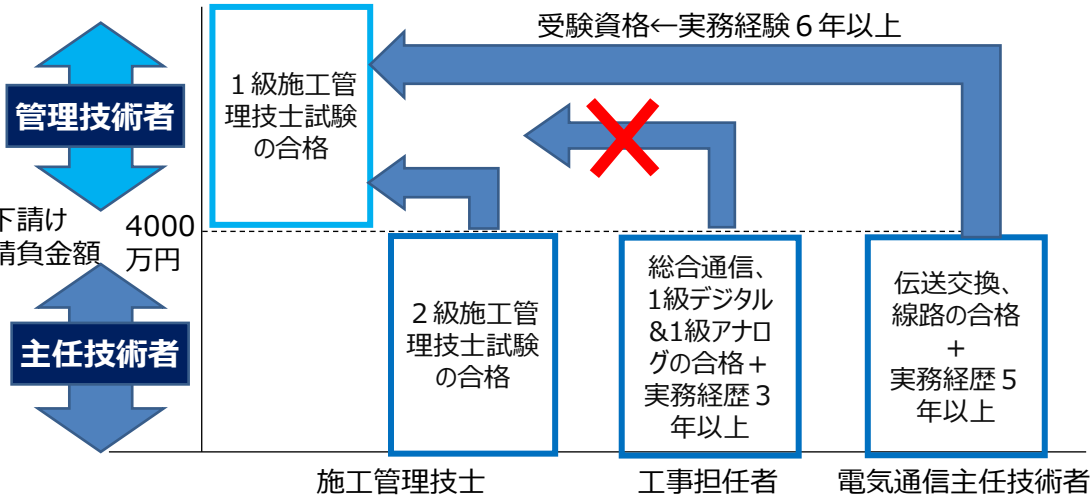 受験資格←実務経験６年以上
管理技術者
１級施工管
理技士試験
の合格
下請け
請負金額
4000
万円
主任技術者
２級施工管
理技士試験
の合格
総合通信、
1級デジタル
&1級アナロ
グの合格＋
実務経歴３
年以上
伝送交換、
線路の合格
＋
実務経歴５
年以上
施工管理技士
工事担任者
電気通信主任技術者